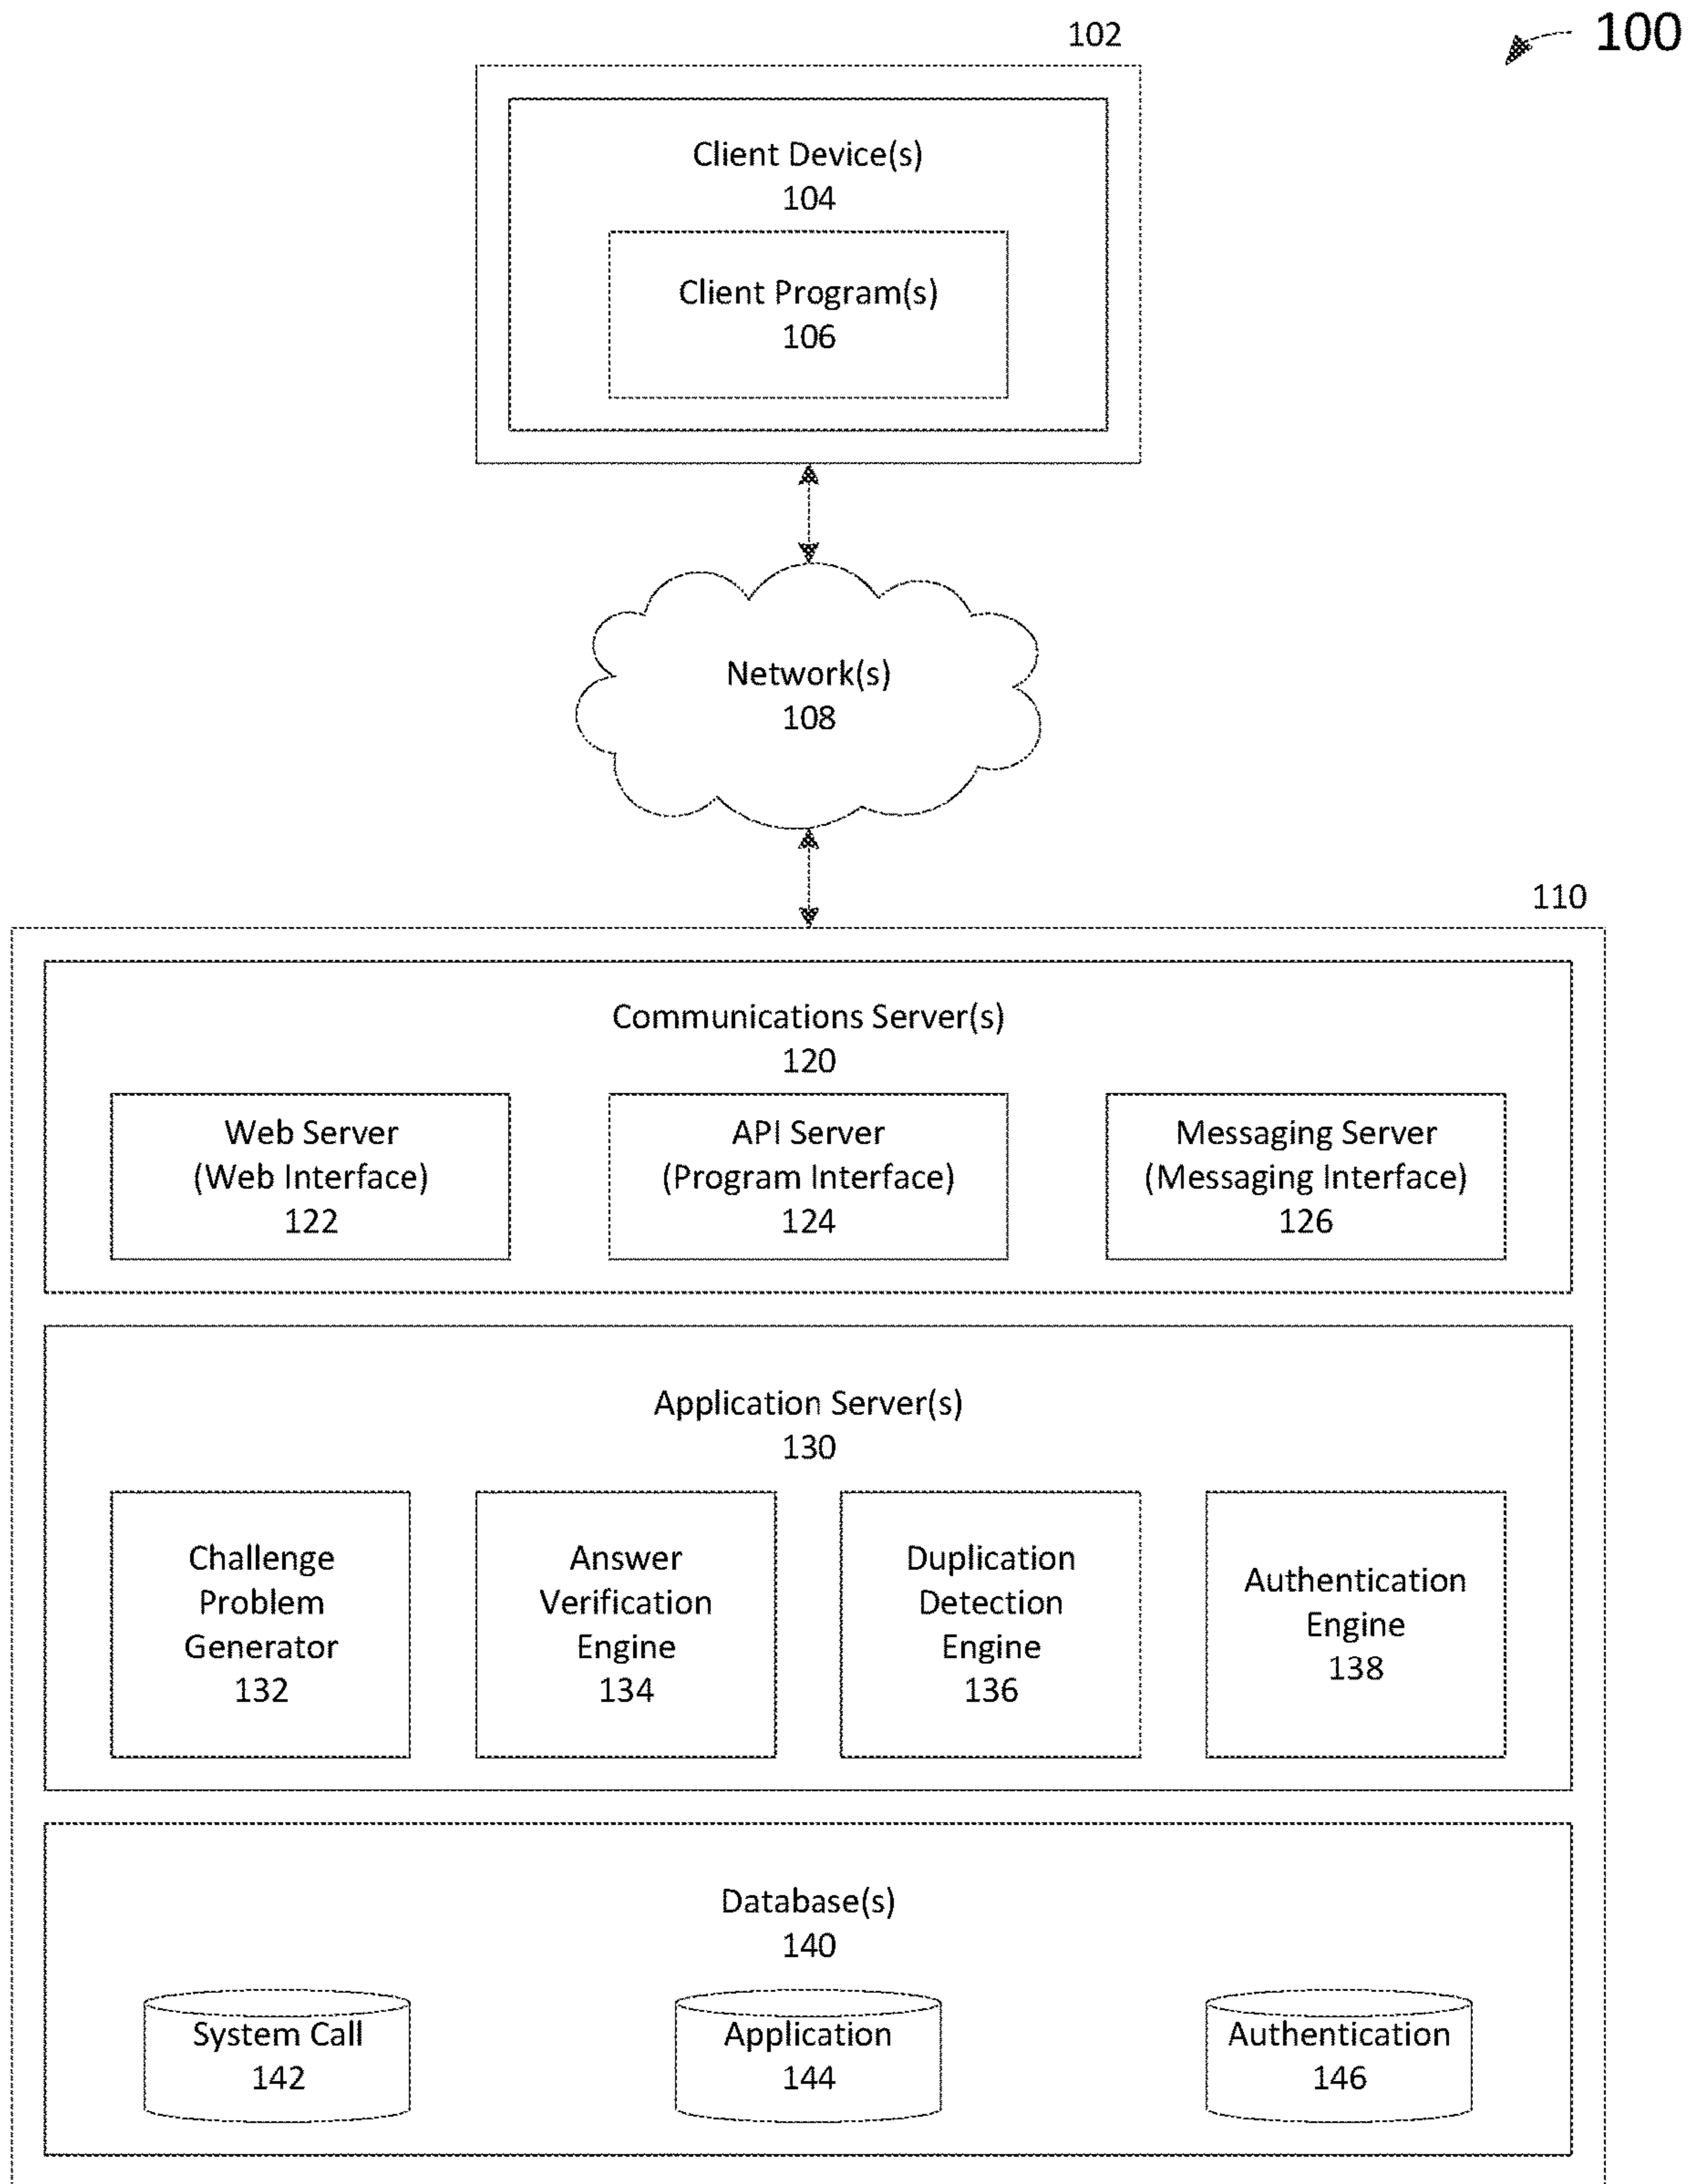 100
102
Client Device(s)
104
Client Program(s)
106
Network(s)
108
110
Communications Server(s)
120
Web Server
(Web Interface)
122
API Server
(Program Interface)
124
Messaging Server
(Messaging Interface)
126
Application Server(s)
130
Challenge
Problem
Generator
132
Answer
Verification
Engine
134
Duplication
Detection
Engine
136
Authentication
Engine
138
Database(s)
140
System Call
142
Application
144
Authentication
146